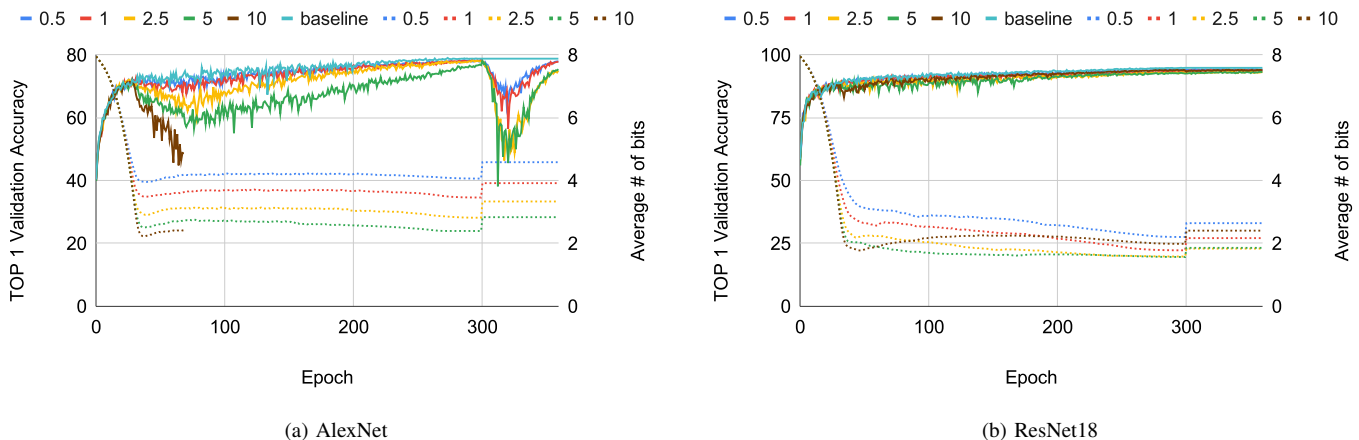 0.5 1 2.5 5 10 baseline 0.5 1 2.5 5 10
TOP 1 Validation Accuracy
80
60
40
20
0
8
6
4
2
0
Average # of bits
0 100 200 300
Epoch
(a) AlexNet
0.5 1 2.5 5 10 baseline 0.5 1 2.5 5 10
TOP 1 Validation Accuracy
100
75
50
25
0
8
6
4
2
0
Average # of bits
0 100 200 300
Epoch
(b) ResNet18